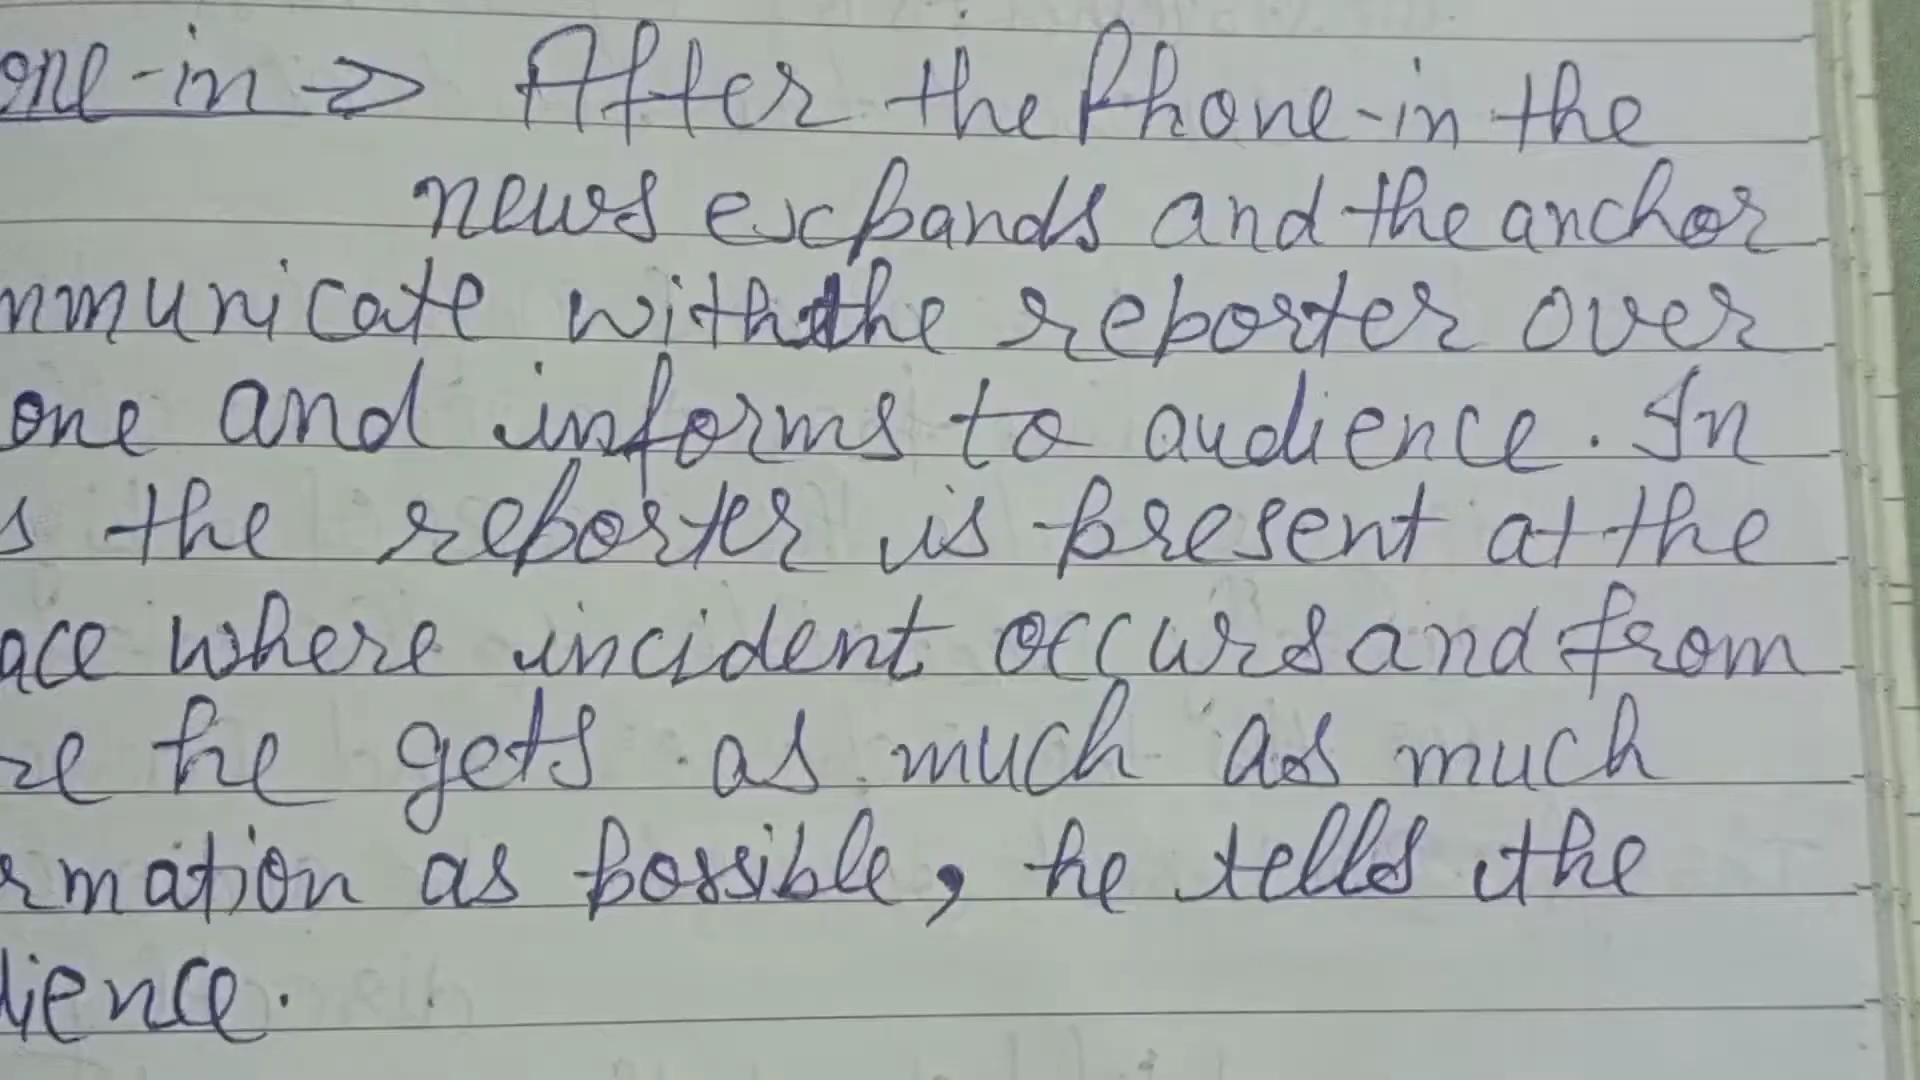 one-in ⇒ After the Phone-in the
news expands and the anchor
mmunicate with the reporter over
one and informs to audience. In
s the reporter is present at the
ace where incident occurs and from
re he gets as much as much
rmation as possible, he tells the
dience.